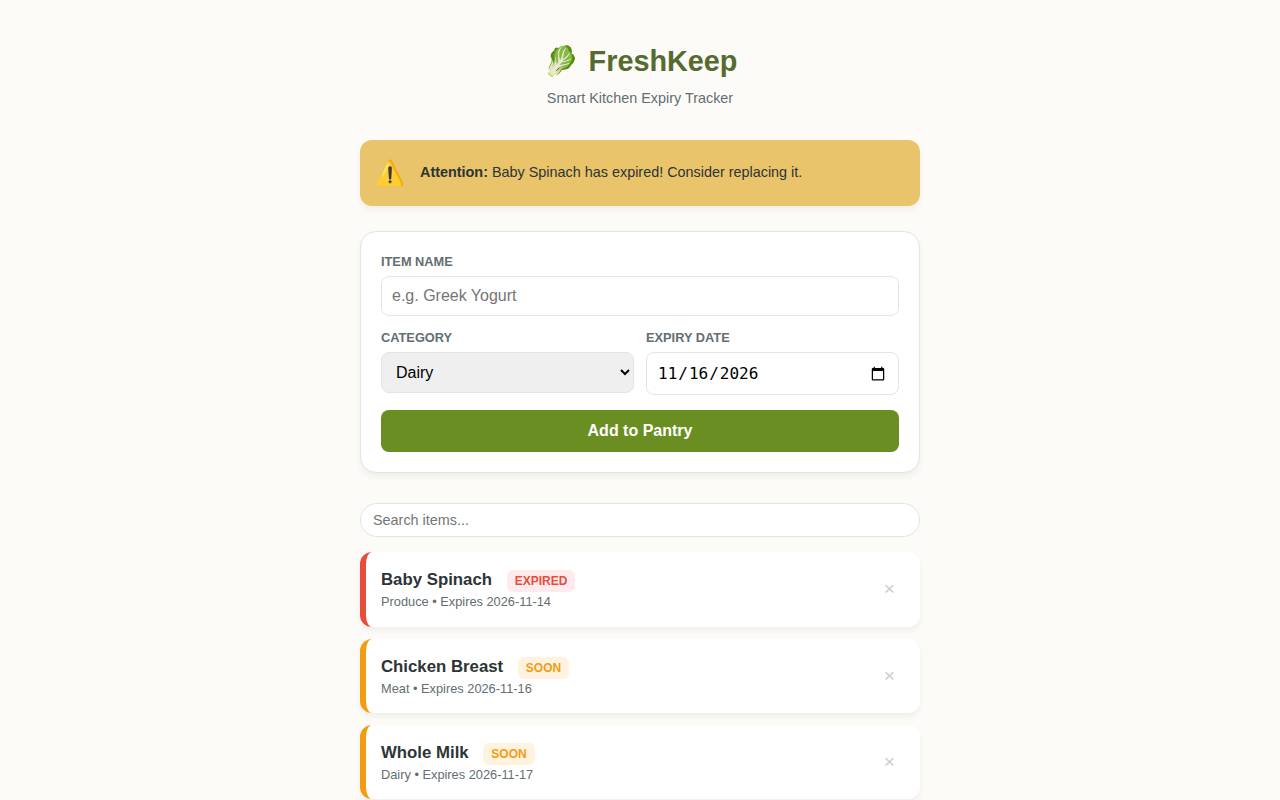 FreshKeep
Smart Kitchen Expiry Tracker
Attention: Baby Spinach has expired! Consider replacing it.
ITEM NAME
e.g. Greek Yogurt
CATEGORY EXPIRY DATE
Dairy 11/16/2026
Add to Pantry
Search items...
Baby Spinach EXPIRED
Produce • Expires 2026-11-14
×
Chicken Breast SOON
Meat • Expires 2026-11-16
×
Whole Milk SOON
Dairy • Expires 2026-11-17
×